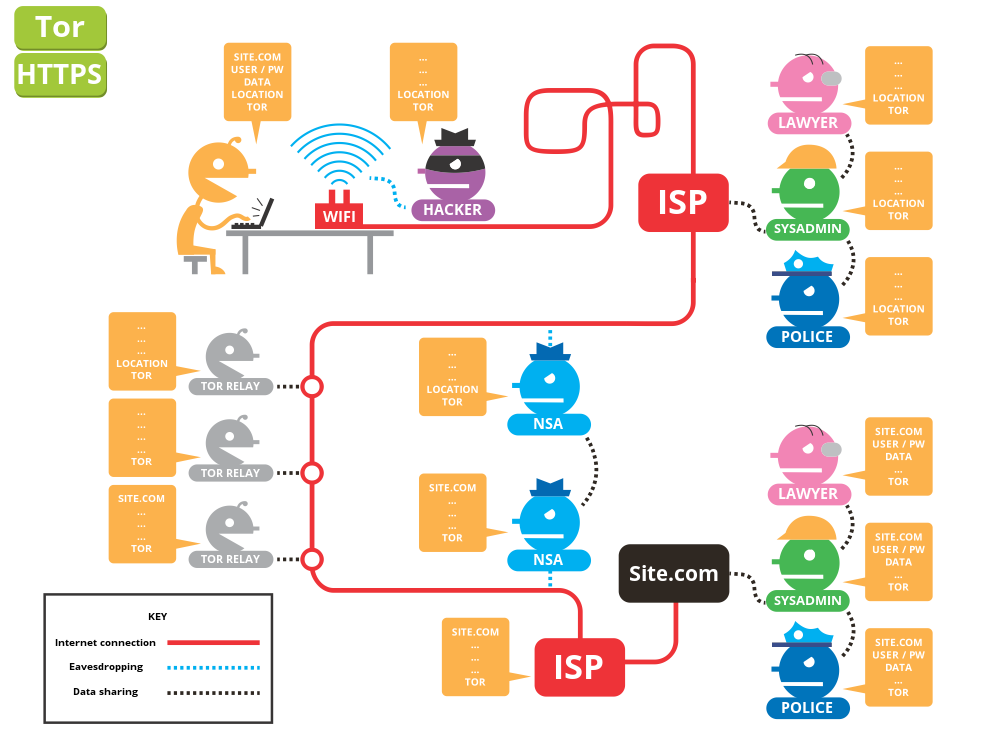 Tor
HTTPS
SITE.COM
USER / PW
DATA
LOCATION
TOR
...
...
...
LOCATION
TOR
WIFI
HACKER
ISP
LAWYER
...
...
...
LOCATION
TOR
SYSADMIN
...
...
...
LOCATION
TOR
POLICE
...
...
...
LOCATION
TOR
...
...
...
LOCATION
TOR
TOR RELAY
...
...
...
...
TOR
TOR RELAY
SITE.COM
...
...
...
TOR
TOR RELAY
...
...
...
LOCATION
TOR
NSA
SITE.COM
...
...
...
TOR
NSA
SITE.COM
...
...
...
TOR
ISP
Site.com
LAWYER
SITE.COM
USER / PW
DATA
...
TOR
SYSADMIN
SITE.COM
USER / PW
DATA
...
TOR
POLICE
SITE.COM
USER / PW
DATA
...
TOR
KEY
Internet connection
Eavesdropping
Data sharing